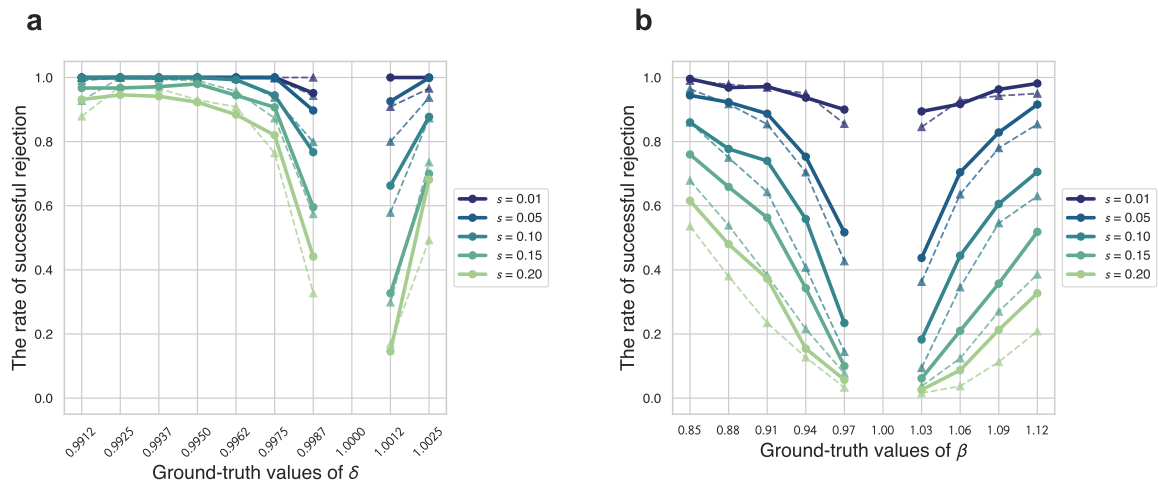 a
The rate of successful rejection
1.0
0.8
0.6
0.4
0.2
0.0
0.9912
0.9925
0.9937
0.9950
0.9962
0.9975
0.9987
1.0000
1.0012
1.0025
Ground-truth values of δ
s = 0.01
s = 0.05
s = 0.10
s = 0.15
s = 0.20
b
The rate of successful rejection
1.0
0.8
0.6
0.4
0.2
0.0
0.85
0.88
0.91
0.94
0.97
1.00
1.03
1.06
1.09
1.12
Ground-truth values of β
s = 0.01
s = 0.05
s = 0.10
s = 0.15
s = 0.20